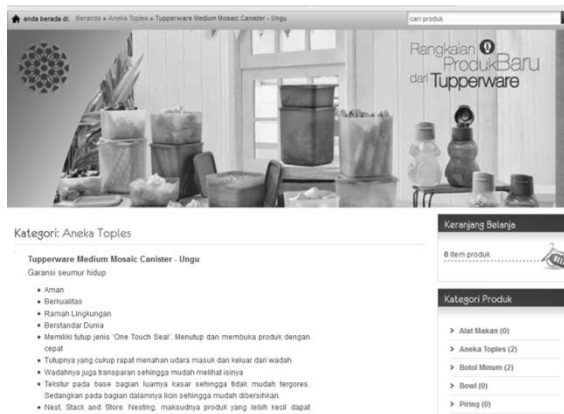 anda berada di: Beranda » Aneka Toples » Tupperware Medium Mosaic Canister - Ungu
cari produk
Rangkaian
Produk Baru
dari Tupperware
Kategori: Aneka Toples
Tupperware Medium Mosaic Canister - Ungu
Garansi seumur hidup
Aman
Berkualitas
Ramah Lingkungan
Berstandar Dunia
Memiliki tutup jenis 'One Touch Seal'. Menutup dan membuka produk dengan
cepat
Tutupnya yang cukup rapat menahan udara masuk dan keluar dari wadah
Wadahnya juga transparan sehingga mudah melihat isinya
Tekstur pada base bagian luarnya kasar sehingga tidak mudah tergores.
Sedangkan pada bagian dalamnya licin sehingga mudah dibersihkan.
Nest, Stack and Store. Nesting, maksudnya produk yang lebih kecil dapat
Keranjang Belanja
0 item produk
Kategori Produk
Alat Makan (0)
Aneka Toples (2)
Botol Minum (2)
Bowl (0)
Piring (0)